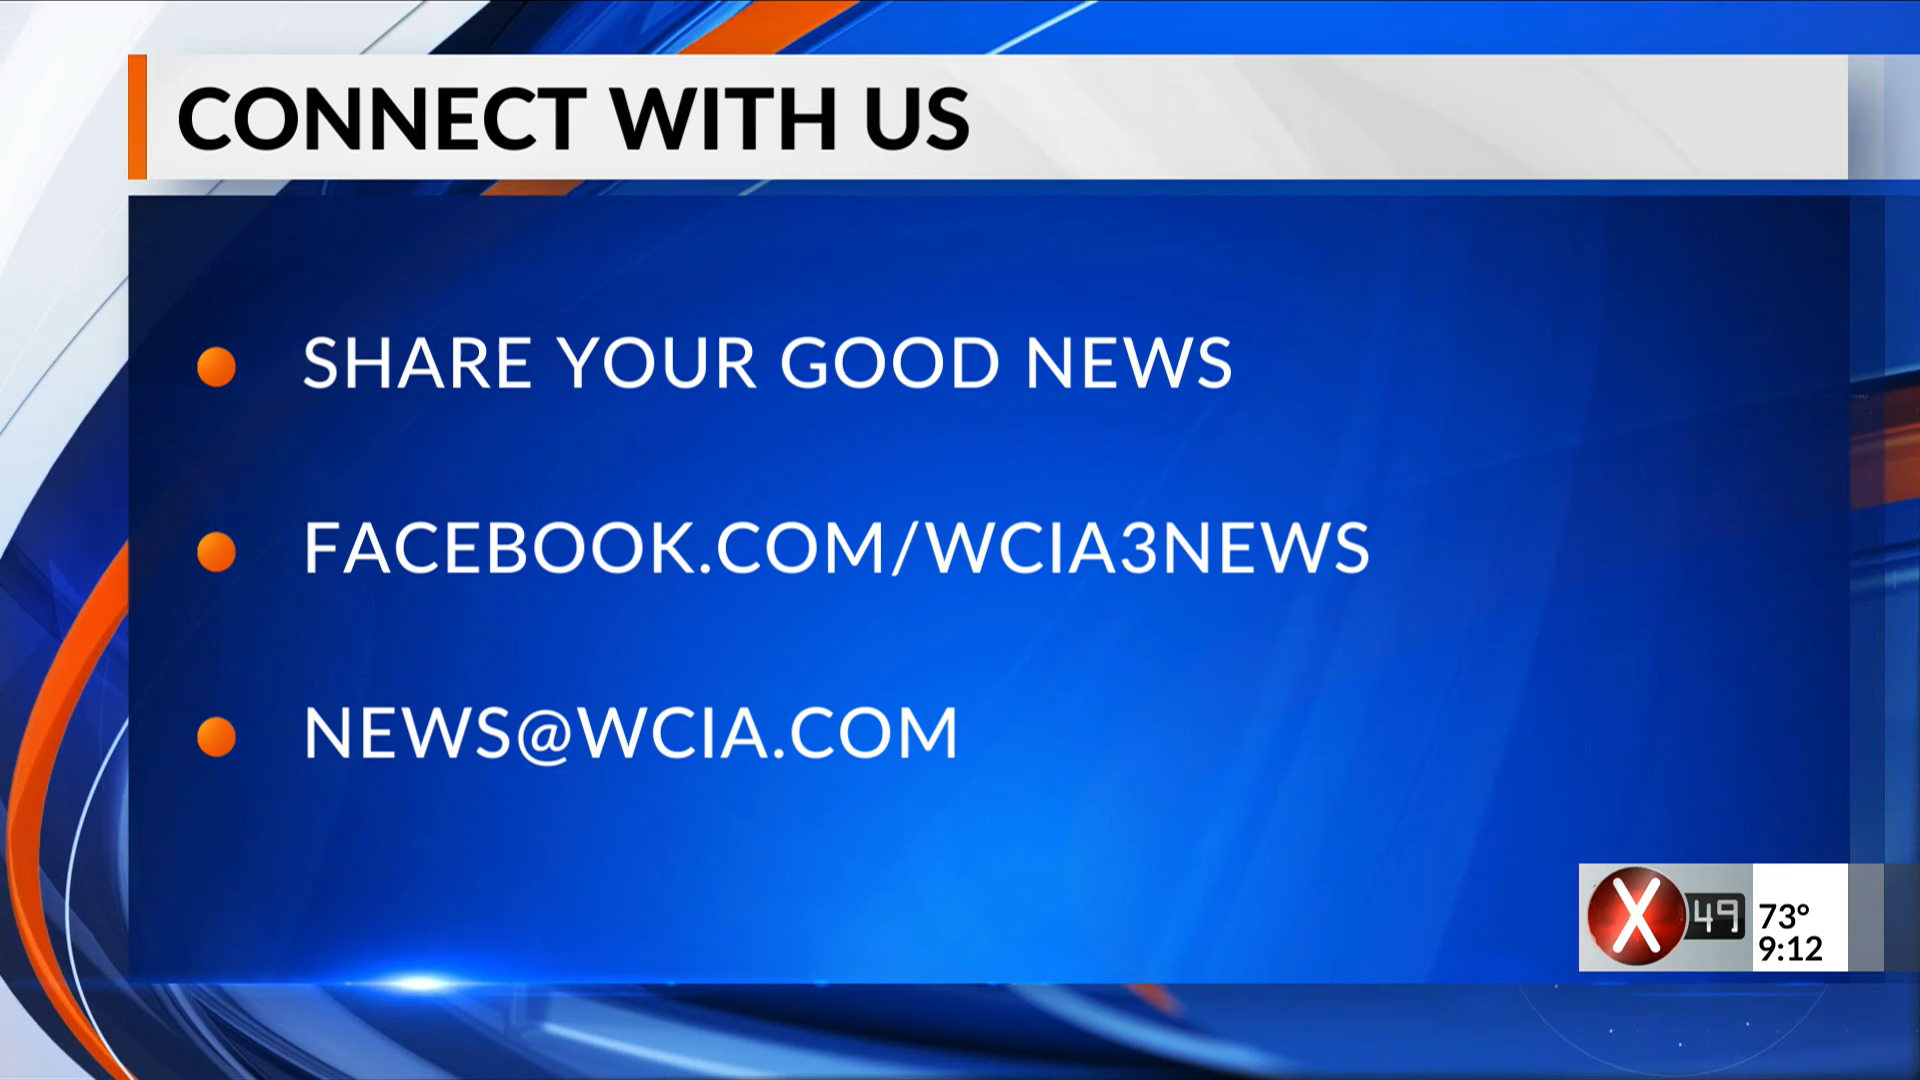 CONNECT WITH US
SHARE YOUR GOOD NEWS
FACEBOOK.COM/WCIA3NEWS
NEWS@WCIA.COM
X 49
73°
9:12